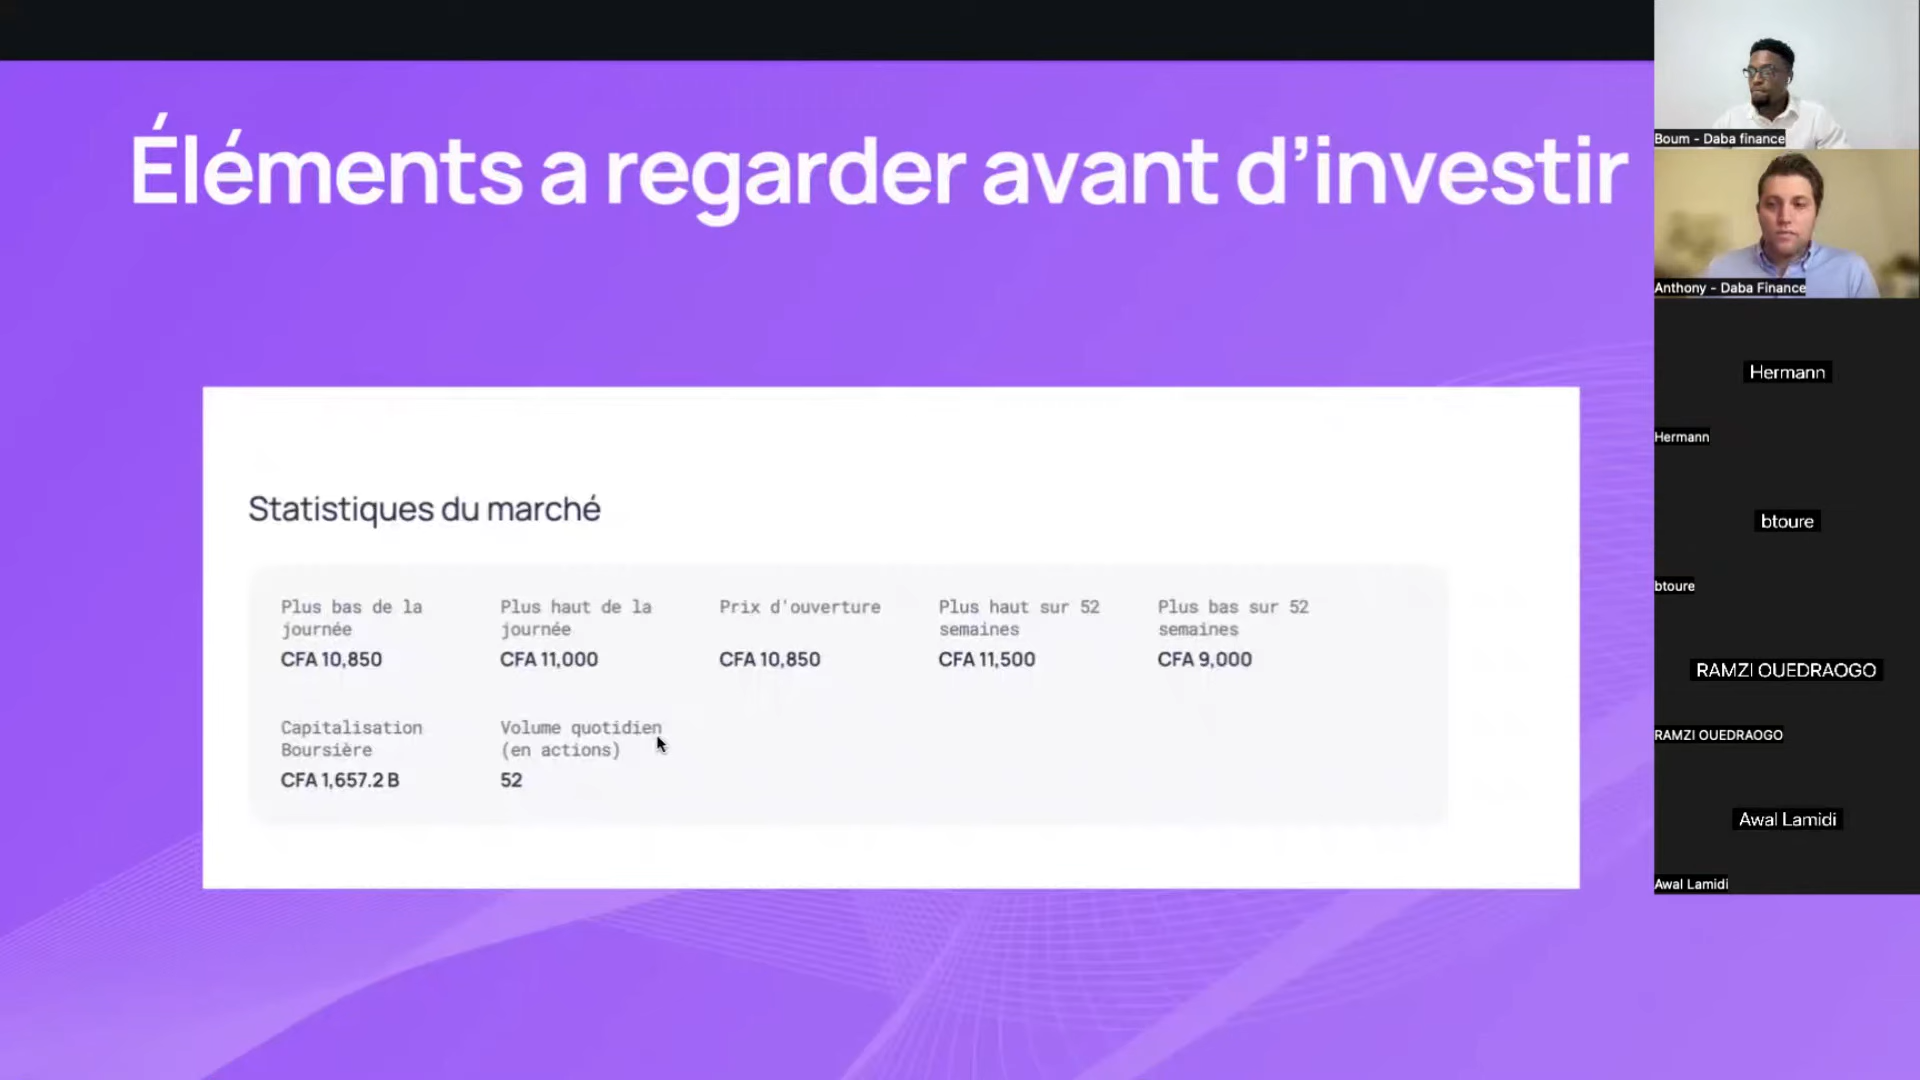 Éléments a regarder avant d’investir
Statistiques du marché
Plus bas de la
journée
CFA 10,850
Plus haut de la
journée
CFA 11,000
Prix d'ouverture
CFA 10,850
Plus haut sur 52
semaines
CFA 11,500
Plus bas sur 52
semaines
CFA 9,000
Capitalisation
Boursière
CFA 1,657.2 B
Volume quotidien
(en actions)
52
Boum - Daba finance
Anthony - Daba Finance
Hermann
Hermann
btoure
btoure
RAMZI OUEDRAOGO
RAMZI OUEDRAOGO
Awal Lamidi
Awal Lamidi